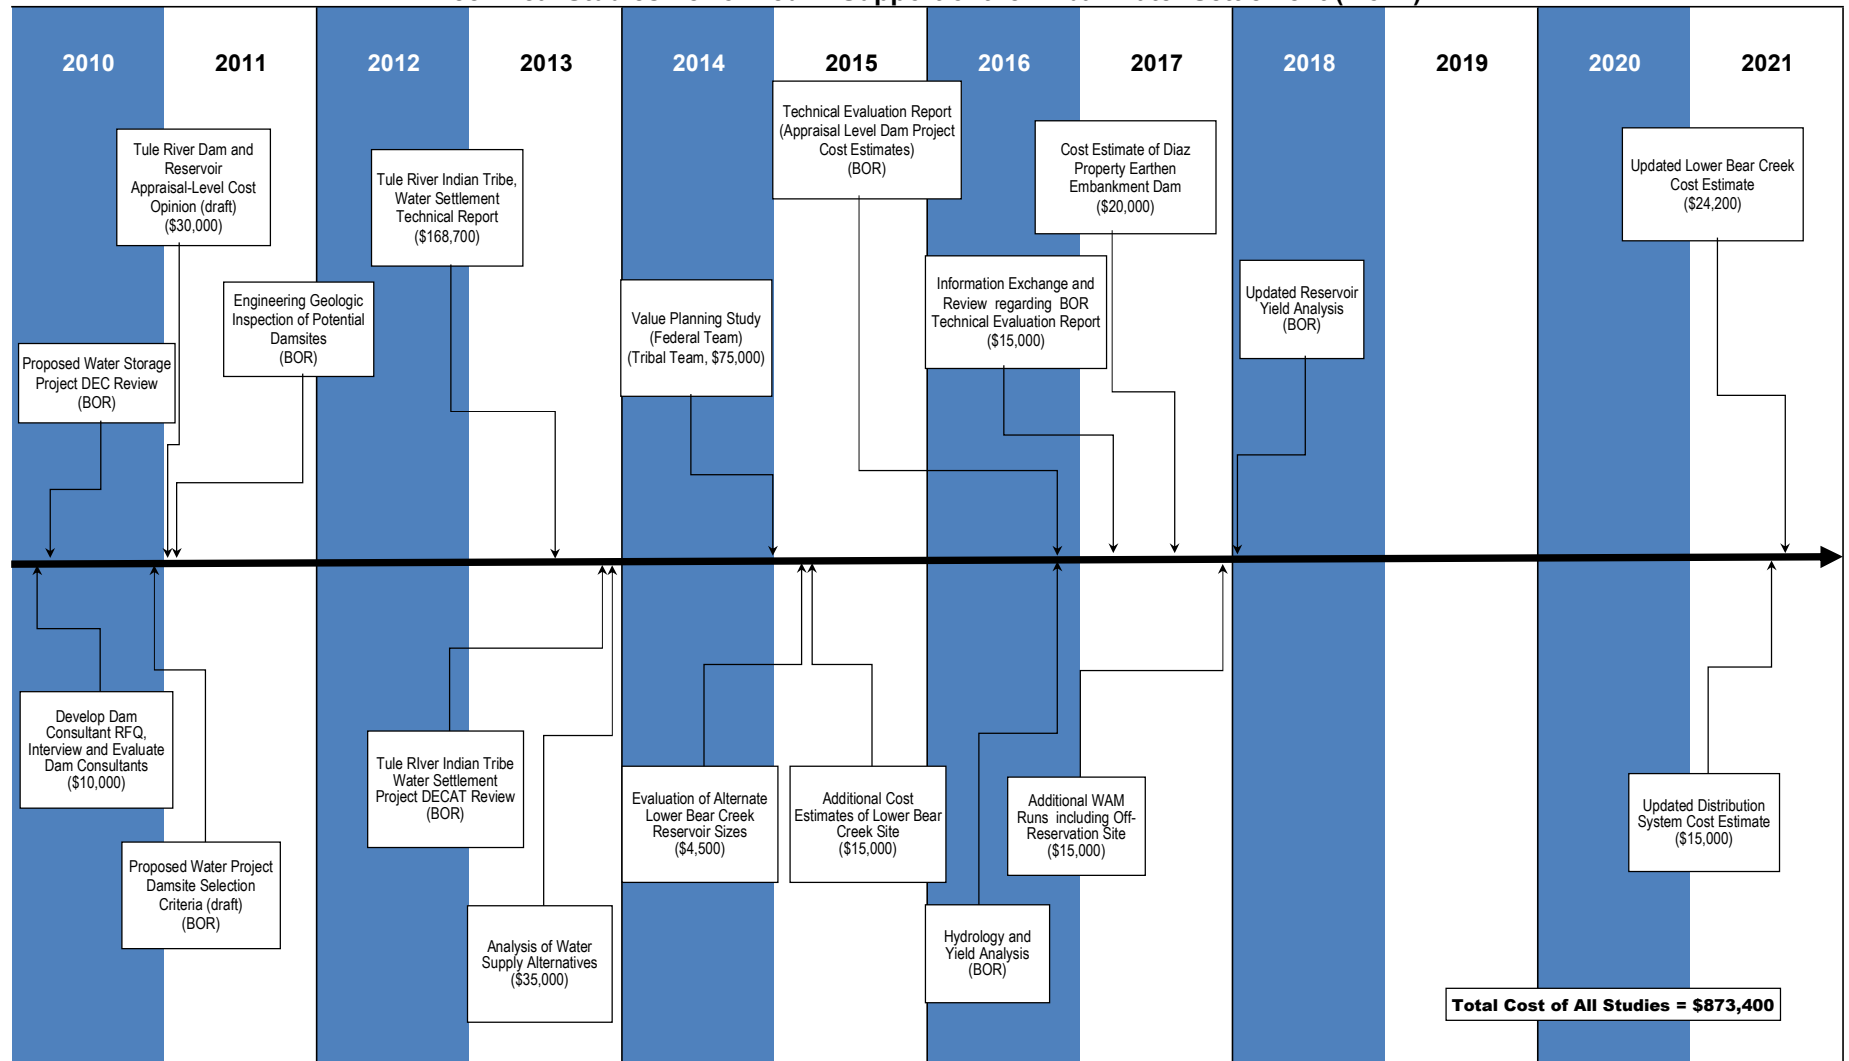 2010
2011
2012
2013
2014
2015
2016
2017
2018
2019
2020
2021
Technical Evaluation Report
(Appraisal Level Dam Project
Cost Estimates)
(BOR)
Tule River Dam and
Reservoir
Appraisal-Level Cost
Opinion (draft)
($30,000)
Tule River Indian Tribe,
Water Settlement
Technical Report
($168,700)
Cost Estimate of Diaz
Property Earthen
Embankment Dam
($20,000)
Updated Lower Bear Creek
Cost Estimate
($24,200)
Engineering Geologic
Inspection of Potential
Damsites
(BOR)
Value Planning Study
(Federal Team)
(Tribal Team, $75,000)
Information Exchange and
Review regarding BOR
Technical Evaluation Report
($15,000)
Updated Reservoir
Yield Analysis
(BOR)
Proposed Water Storage
Project DEC Review
(BOR)
Develop Dam
Consultant RFQ,
Interview and Evaluate
Dam Consultants
($10,000)
Proposed Water Project
Damsite Selection
Criteria (draft)
(BOR)
Tule RIver Indian Tribe
Water Settlement
Project DECAT Review
(BOR)
Analysis of Water
Supply Alternatives
($35,000)
Evaluation of Alternate
Lower Bear Creek
Reservoir Sizes
($4,500)
Additional Cost
Estimates of Lower Bear
Creek Site
($15,000)
Hydrology and
Yield Analysis
(BOR)
Additional WAM
Runs including Off-
Reservation Site
($15,000)
Updated Distribution
System Cost Estimate
($15,000)
Total Cost of All Studies = $873,400